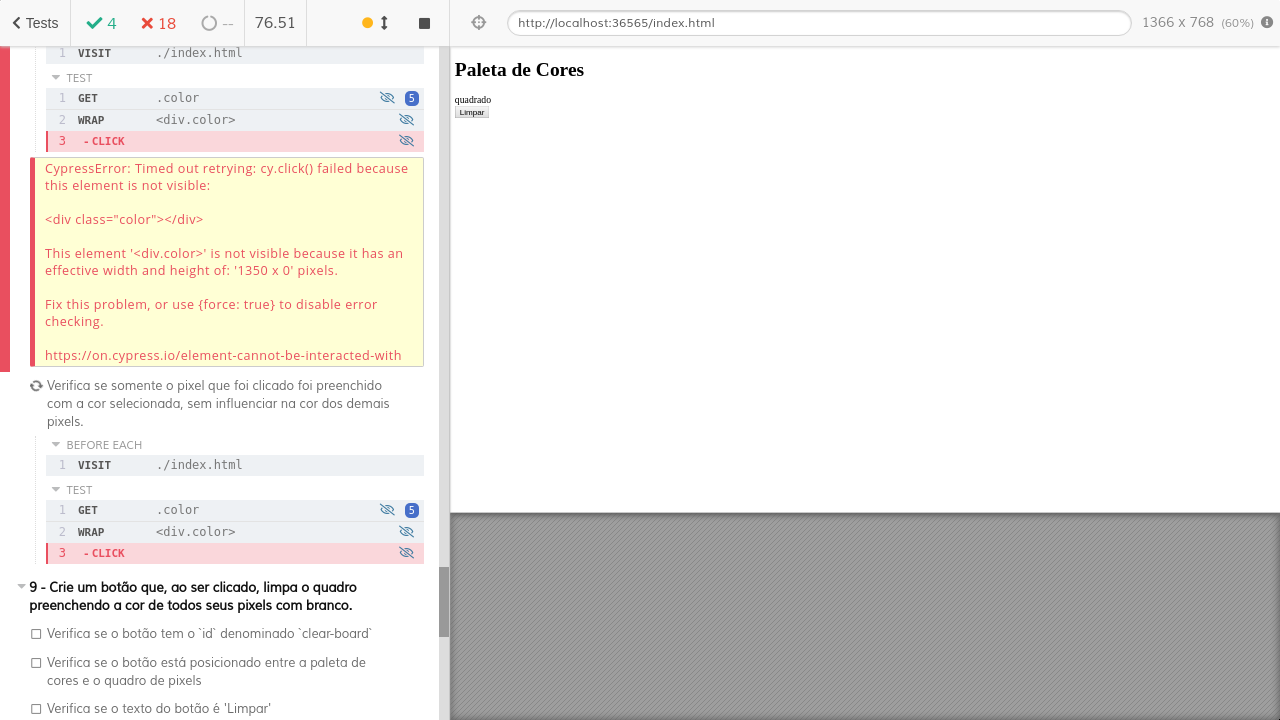 Tests 4 18 -- 76.51 http://localhost:36565/index.html 1366 x 768 (60%)
1 VISIT ./index.html
TEST
1 GET .color 5
2 WRAP <div.color>
3 - CLICK
CypressError: Timed out retrying: cy.click() failed because
this element is not visible:
<div class="color"></div>
This element '<div.color>' is not visible because it has an
effective width and height of: '1350 x 0' pixels.
Fix this problem, or use {force: true} to disable error
checking.
https://on.cypress.io/element-cannot-be-interacted-with
Verifica se somente o pixel que foi clicado foi preenchido
com a cor selecionada, sem influenciar na cor dos demais
pixels.
BEFORE EACH
1 VISIT ./index.html
TEST
1 GET .color 5
2 WRAP <div.color>
3 - CLICK
9 - Crie um botão que, ao ser clicado, limpa o quadro
preenchendo a cor de todos seus pixels com branco.
Verifica se o botão tem o `id` denominado `clear-board`
Verifica se o botão está posicionado entre a paleta de
cores e o quadro de pixels
Verifica se o texto do botão é 'Limpar'
Paleta de Cores
quadrado
Limpar